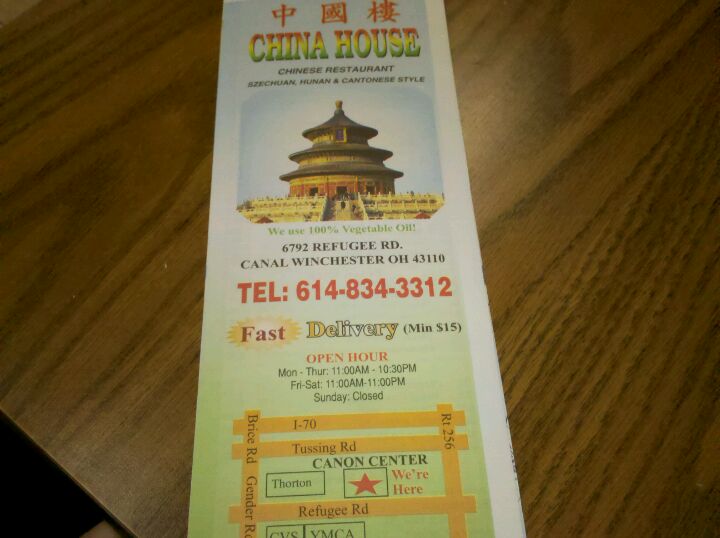 中國樓
CHINA HOUSE
CHINESE RESTAURANT
SZECHUAN, HUNAN & CANTONESE STYLE
We use 100% Vegetable Oil!
6792 REFUGEE RD.
CANAL WINCHESTER OH 43110
TEL: 614-834-3312
Fast Delivery (Min $15)
OPEN HOUR
Mon - Thur: 11:00AM - 10:30PM
Fri-Sat: 11:00AM-11:00PM
Sunday: Closed
I-70
Brice Rd
Rt 256
Tussing Rd
CANON CENTER
Thorton
We're
Here
Gender Rd
Refugee Rd
CVS
YMCA